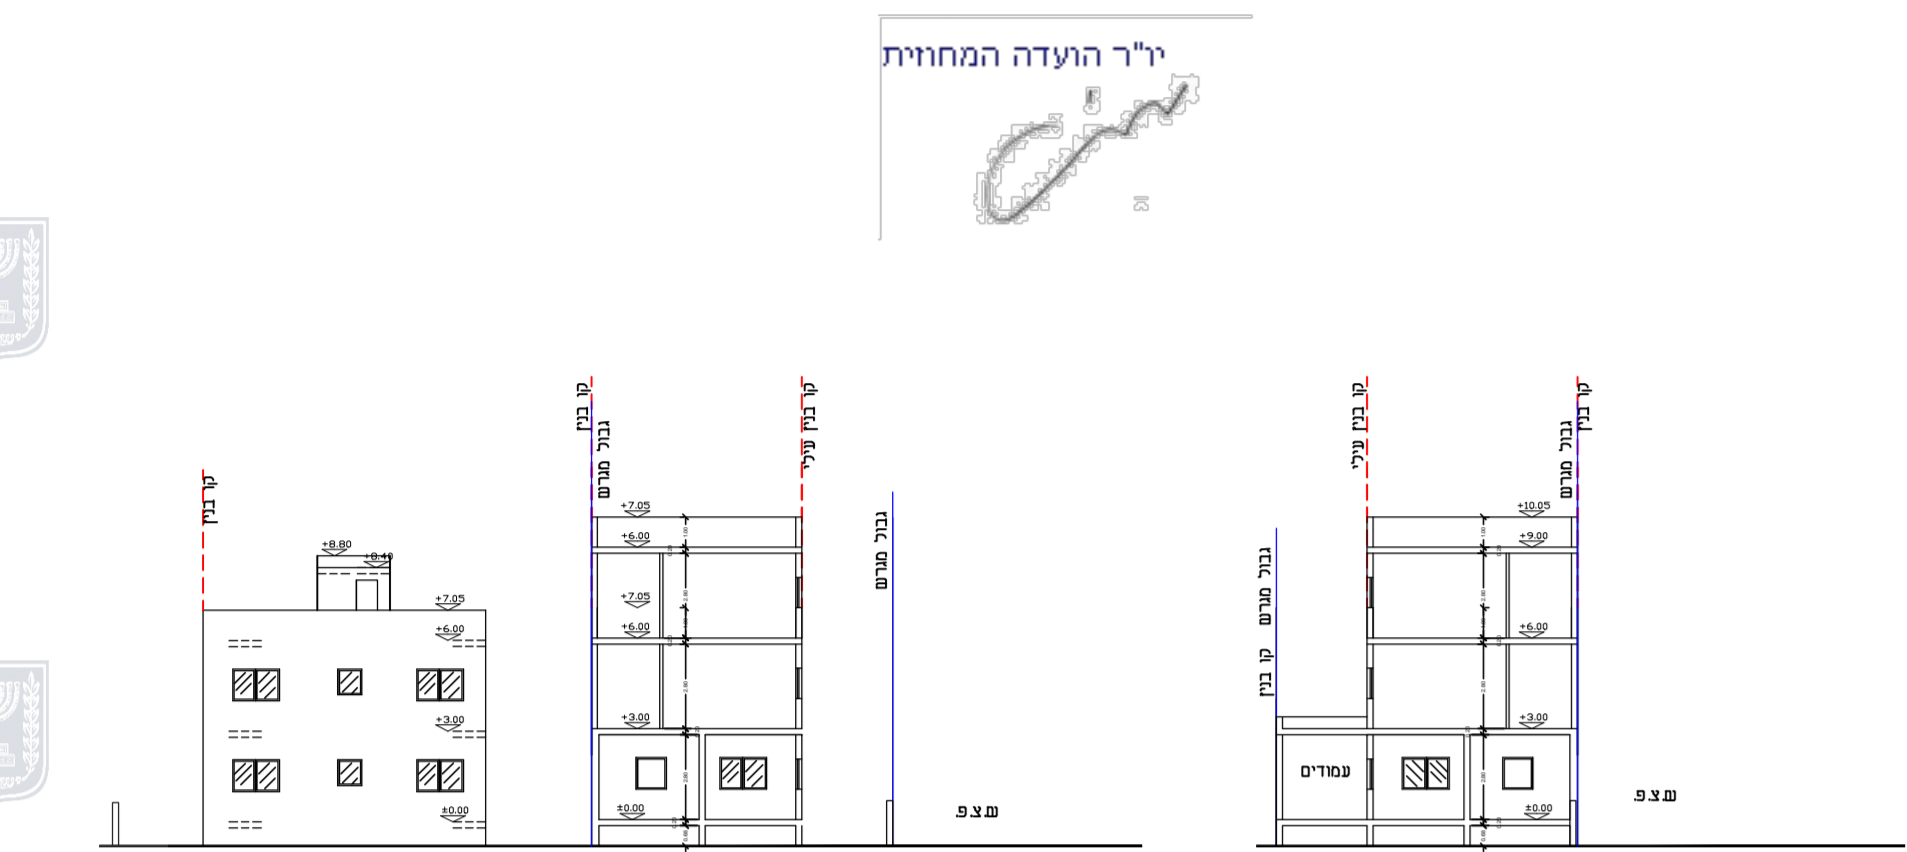 יו"ר הועדה המחוזית
קו בנין
+8.80
+8.40
+7.05
+6.00
+3.00
±0.00
קו בנין
גבול מגרש
קו בנין עילי
+7.05
+6.00
+7.05
+6.00
+3.00
±0.00
גבול מגרש
ש.צ.פ.
קו בנין עילי
קו בנין
גבול מגרש
גבול מגרש
קו בנין
+10.05
+9.00
+6.00
+3.00
עמודים
±0.00
ש.צ.פ.